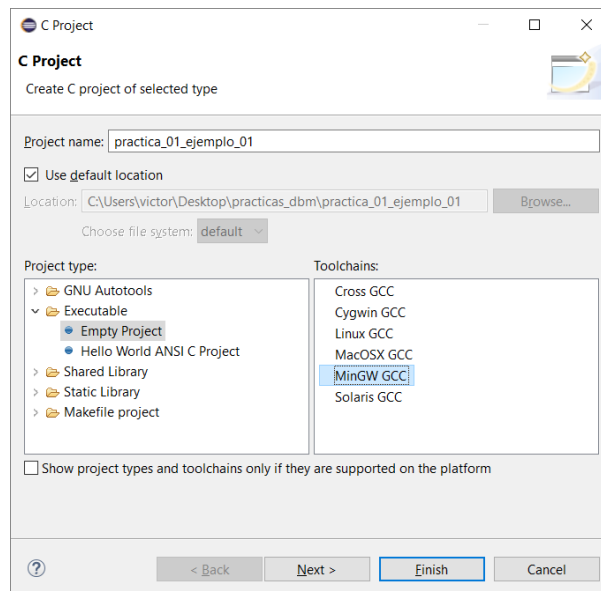 C Project
C Project
Create C project of selected type
Project name: practica_01_ejemplo_01
Use default location
Location: C:\Users\victor\Desktop\practicas_dbm\practica_01_ejemplo_01 Browse...
Choose file system: default
Project type: Toolchains:
GNU Autotools
Executable
Empty Project
Hello World ANSI C Project
Shared Library
Static Library
Makefile project
Cross GCC
Cygwin GCC
Linux GCC
MacOSX GCC
MinGW GCC
Solaris GCC
Show project types and toolchains only if they are supported on the platform
? < Back Next > Finish Cancel